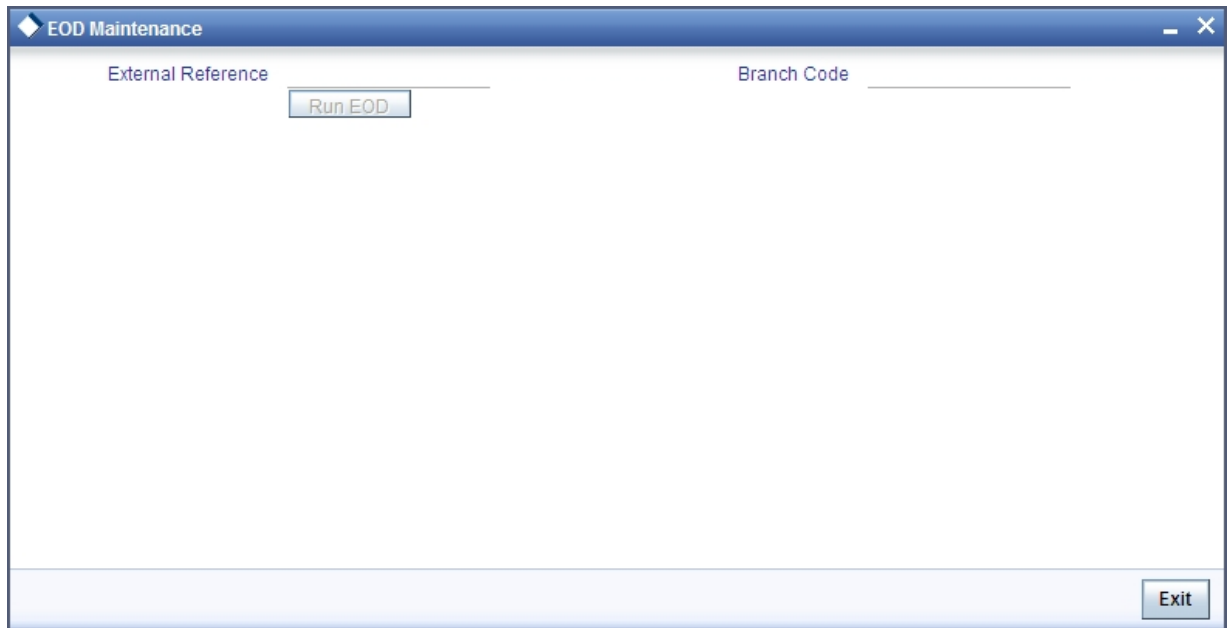 EOD Maintenance
External Reference
Branch Code
Run EOD
Exit